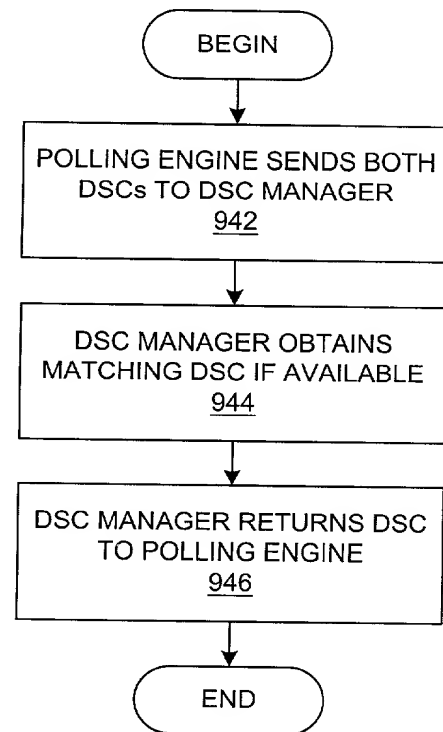 BEGIN
POLLING ENGINE SENDS BOTH
DSCs TO DSC MANAGER
942
DSC MANAGER OBTAINS
MATCHING DSC IF AVAILABLE
944
DSC MANAGER RETURNS DSC
TO POLLING ENGINE
946
END